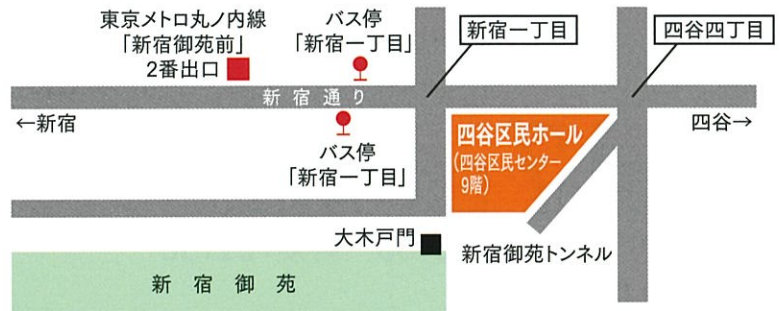 東京メトロ丸ノ内線
「新宿御苑前」
2番出口
バス停
「新宿一丁目」
新宿一丁目
四谷四丁目
新宿通り
←新宿
四谷→
バス停
「新宿一丁目」
四谷区民ホール
(四谷区民センター
9階)
大木戸門
新宿御苑トンネル
新宿御苑